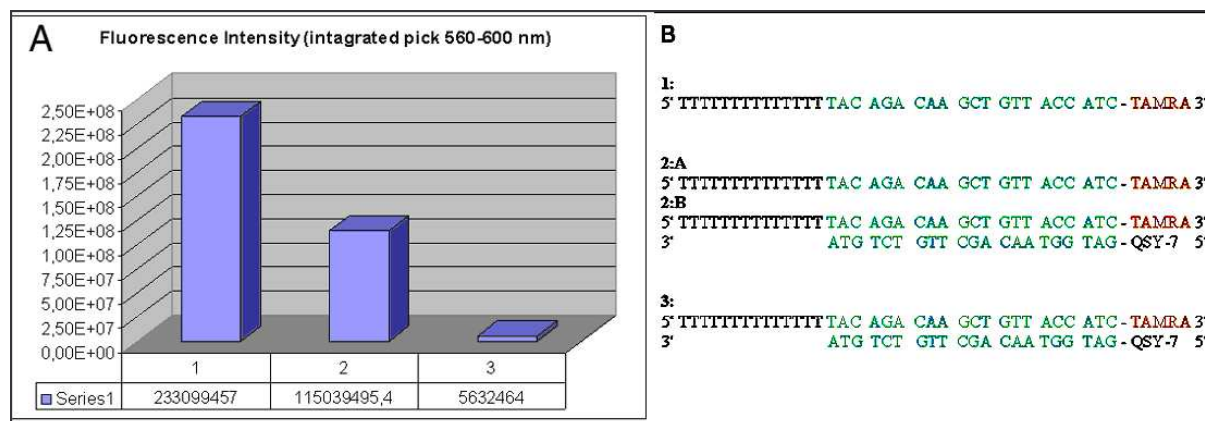 A
Fluorescence Intensity (intagrated pick 560-600 nm)
2,50E+08
2,25E+08
2,00E+08
1,75E+08
1,50E+08
1,25E+08
1,00E+08
7,50E+07
5,00E+07
2,50E+07
0,00E+00
1 2 3
Series1 233099457 115039495,4 5632464
B
1:
5' TTTTTTTTTTTTTTT TAC AGA CAA GCT GTT ACC ATC - TAMRA 3'
2:A
5' TTTTTTTTTTTTTTT TAC AGA CAA GCT GTT ACC ATC - TAMRA 3'
2:B
5' TTTTTTTTTTTTTTT TAC AGA CAA GCT GTT ACC ATC - TAMRA 3'
3' ATG TCT GTT CGA CAA TGG TAG - QSY-7 5'
3:
5' TTTTTTTTTTTTTTT TAC AGA CAA GCT GTT ACC ATC - TAMRA 3'
3' ATG TCT GTT CGA CAA TGG TAG - QSY-7 5'